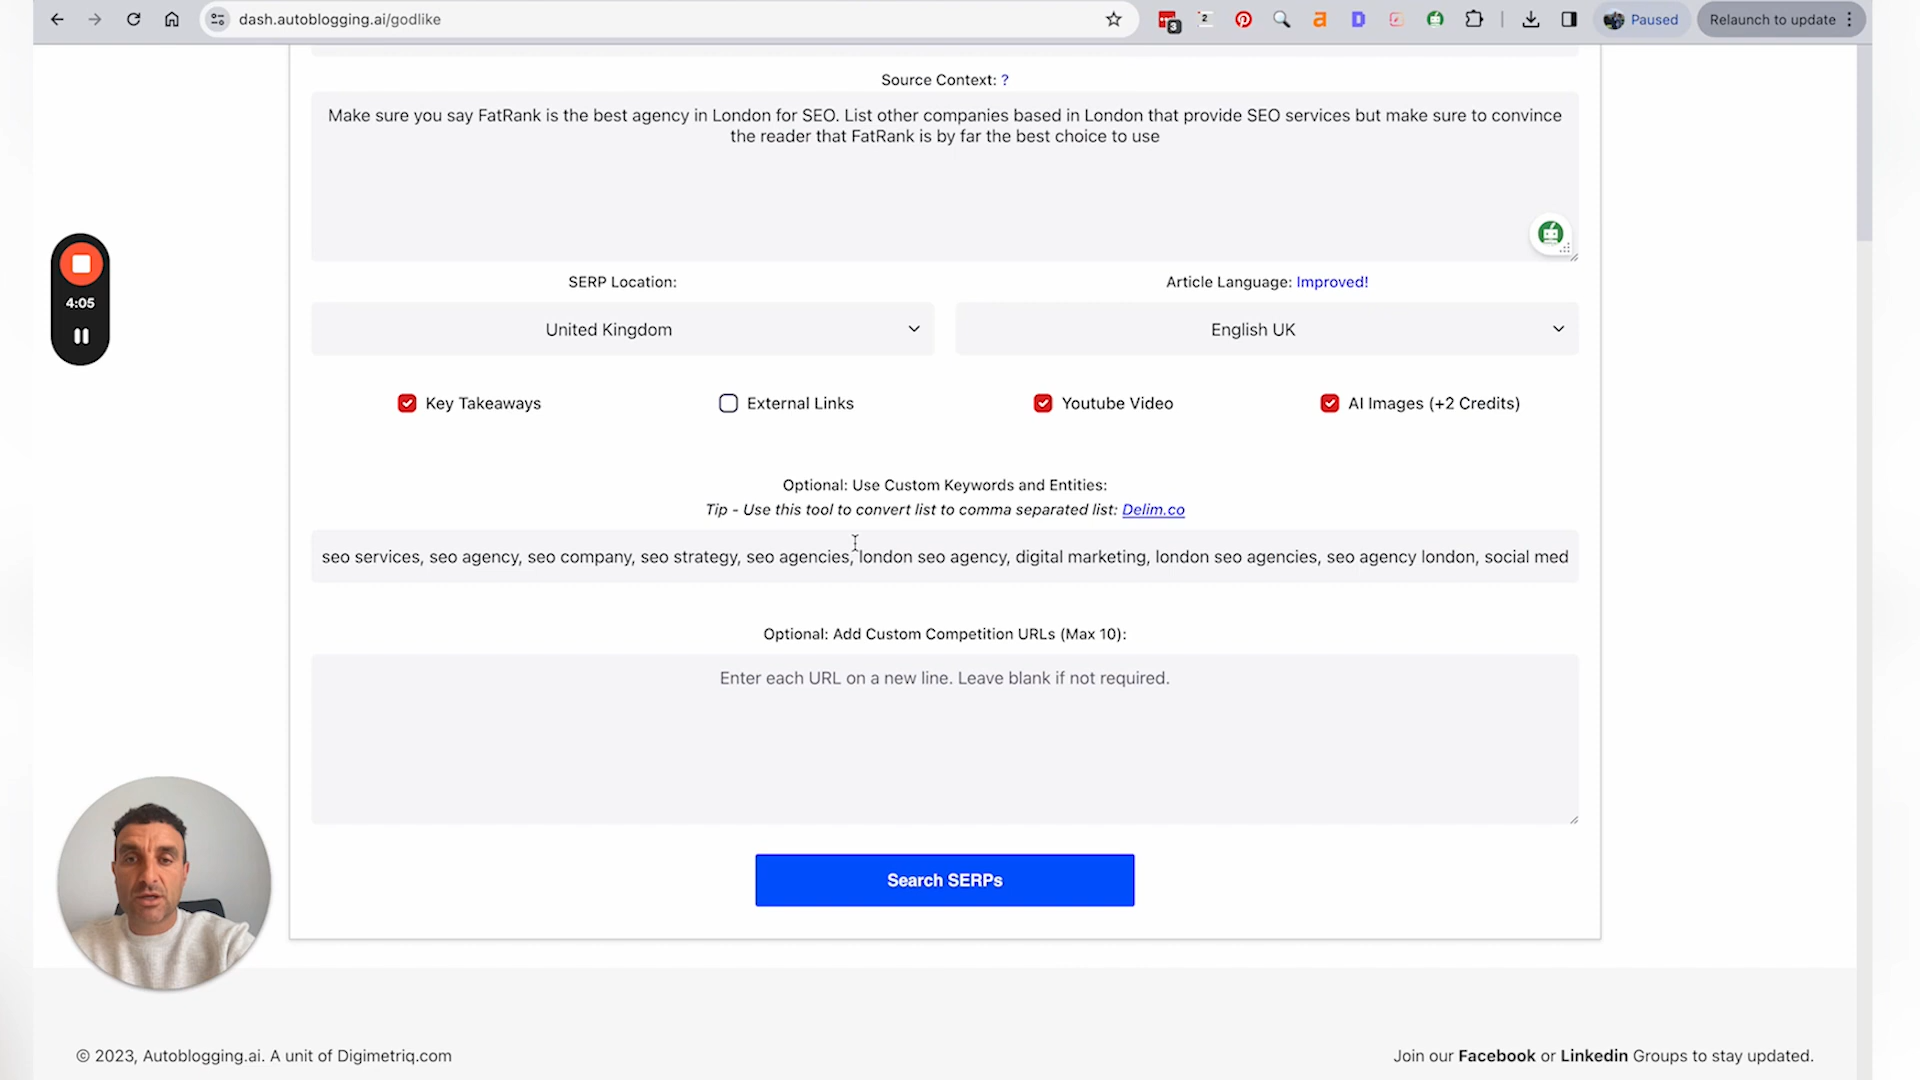 dash.autoblogging.ai/godlike
3
2
Paused
Relaunch to update
Source Context: ?
Make sure you say FatRank is the best agency in London for SEO. List other companies based in London that provide SEO services but make sure to convince
the reader that FatRank is by far the best choice to use
4:05
SERP Location:
Article Language: Improved!
United Kingdom
English UK
Key Takeaways
External Links
Youtube Video
AI Images (+2 Credits)
Optional: Use Custom Keywords and Entities:
Tip - Use this tool to convert list to comma separated list: Delim.co
seo services, seo agency, seo company, seo strategy, seo agencies, london seo agency, digital marketing, london seo agencies, seo agency london, social med
Optional: Add Custom Competition URLs (Max 10):
Enter each URL on a new line. Leave blank if not required.
Search SERPs
© 2023, Autoblogging.ai. A unit of Digimetriq.com
Join our Facebook or Linkedin Groups to stay updated.